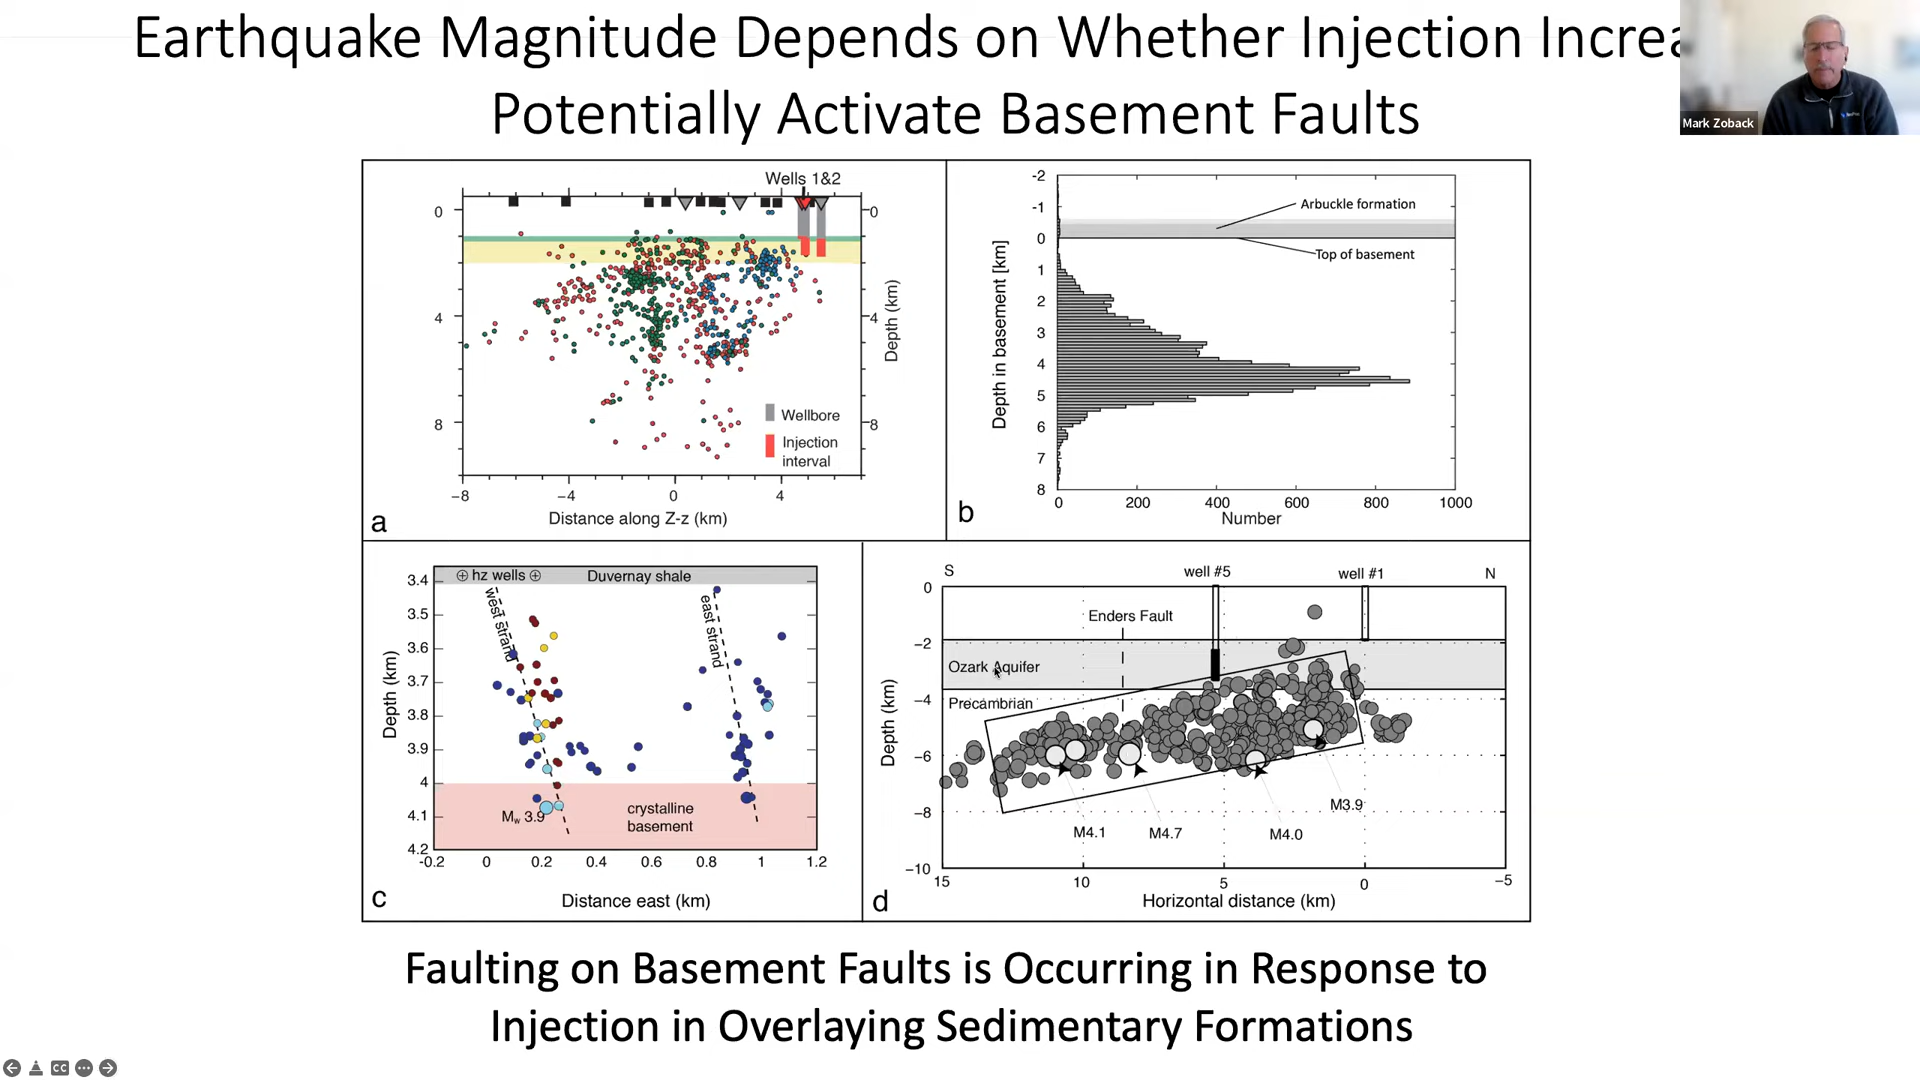 Earthquake Magnitude Depends on Whether Injection Increa
Potentially Activate Basement Faults
Mark Zoback
Wells 1&2
0
4
8
0
4
8
Depth (km)
Wellbore
Injection
interval
−8
−4
0
4
Distance along Z-z (km)
a
-2
-1
0
1
2
3
4
5
6
7
8
Depth in basement [km]
Arbuckle formation
Top of basement
0
200
400
600
800
1000
Number
b
hz wells
Duvernay shale
west strand
east strand
3.4
3.5
3.6
3.7
3.8
3.9
4
4.1
4.2
Depth (km)
Mw 3.9
crystalline
basement
-0.2
0
0.2
0.4
0.6
0.8
1
1.2
Distance east (km)
c
S
well #5
well #1
N
Enders Fault
Ozark Aquifer
Precambrian
0
−2
−4
−6
−8
−10
Depth (km)
M3.9
M4.1
M4.7
M4.0
15
10
5
0
−5
Horizontal distance (km)
d
Faulting on Basement Faults is Occurring in Response to
Injection in Overlaying Sedimentary Formations
CC